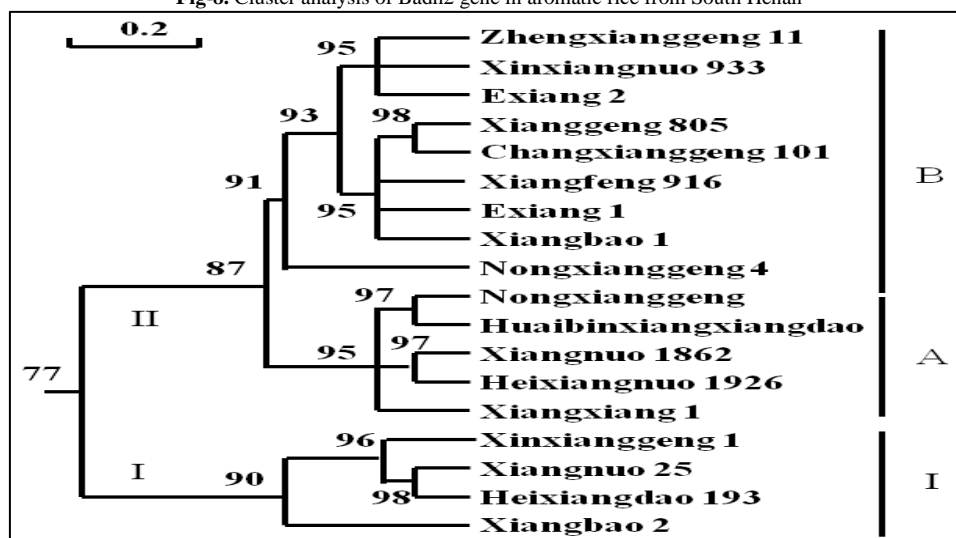 Fig-8. Cluster analysis of Badh2 gene in aromatic rice from South Henan
0.2
95
Zhengxianggeng 11
Xinxiangnuo 933
Exiang 2
93
98
Xianggeng 805
Changxianggeng 101
B
91
Xiangfeng 916
95
Exiang 1
Xiangbao 1
87
Nongxianggeng 4
97
Nongxianggeng
II
Huaibinxiangxiangdao
95
97
Xiangnuo 1862
A
77
Heixiangnuo 1926
Xiangxiang 1
96
Xinxianggeng 1
I
90
Xiangnuo 25
I
98
Heixiangdao 193
Xiangbao 2